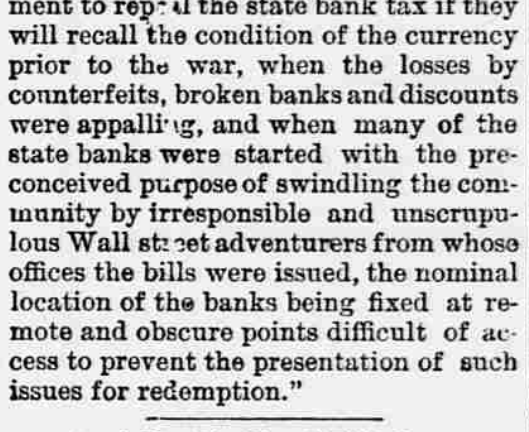 ment to repeal the state bank tax if they
will recall the condition of the currency
prior to the war, when the losses by
counterfeits, broken banks and discounts
were appalling, and when many of the
state banks were started with the pre-
conceived purpose of swindling the com-
munity by irresponsible and unscrupu-
lous Wall street adventurers from whose
offices the bills were issued, the nominal
location of the banks being fixed at re-
mote and obscure points difficult of ac-
cess to prevent the presentation of such
issues for redemption."